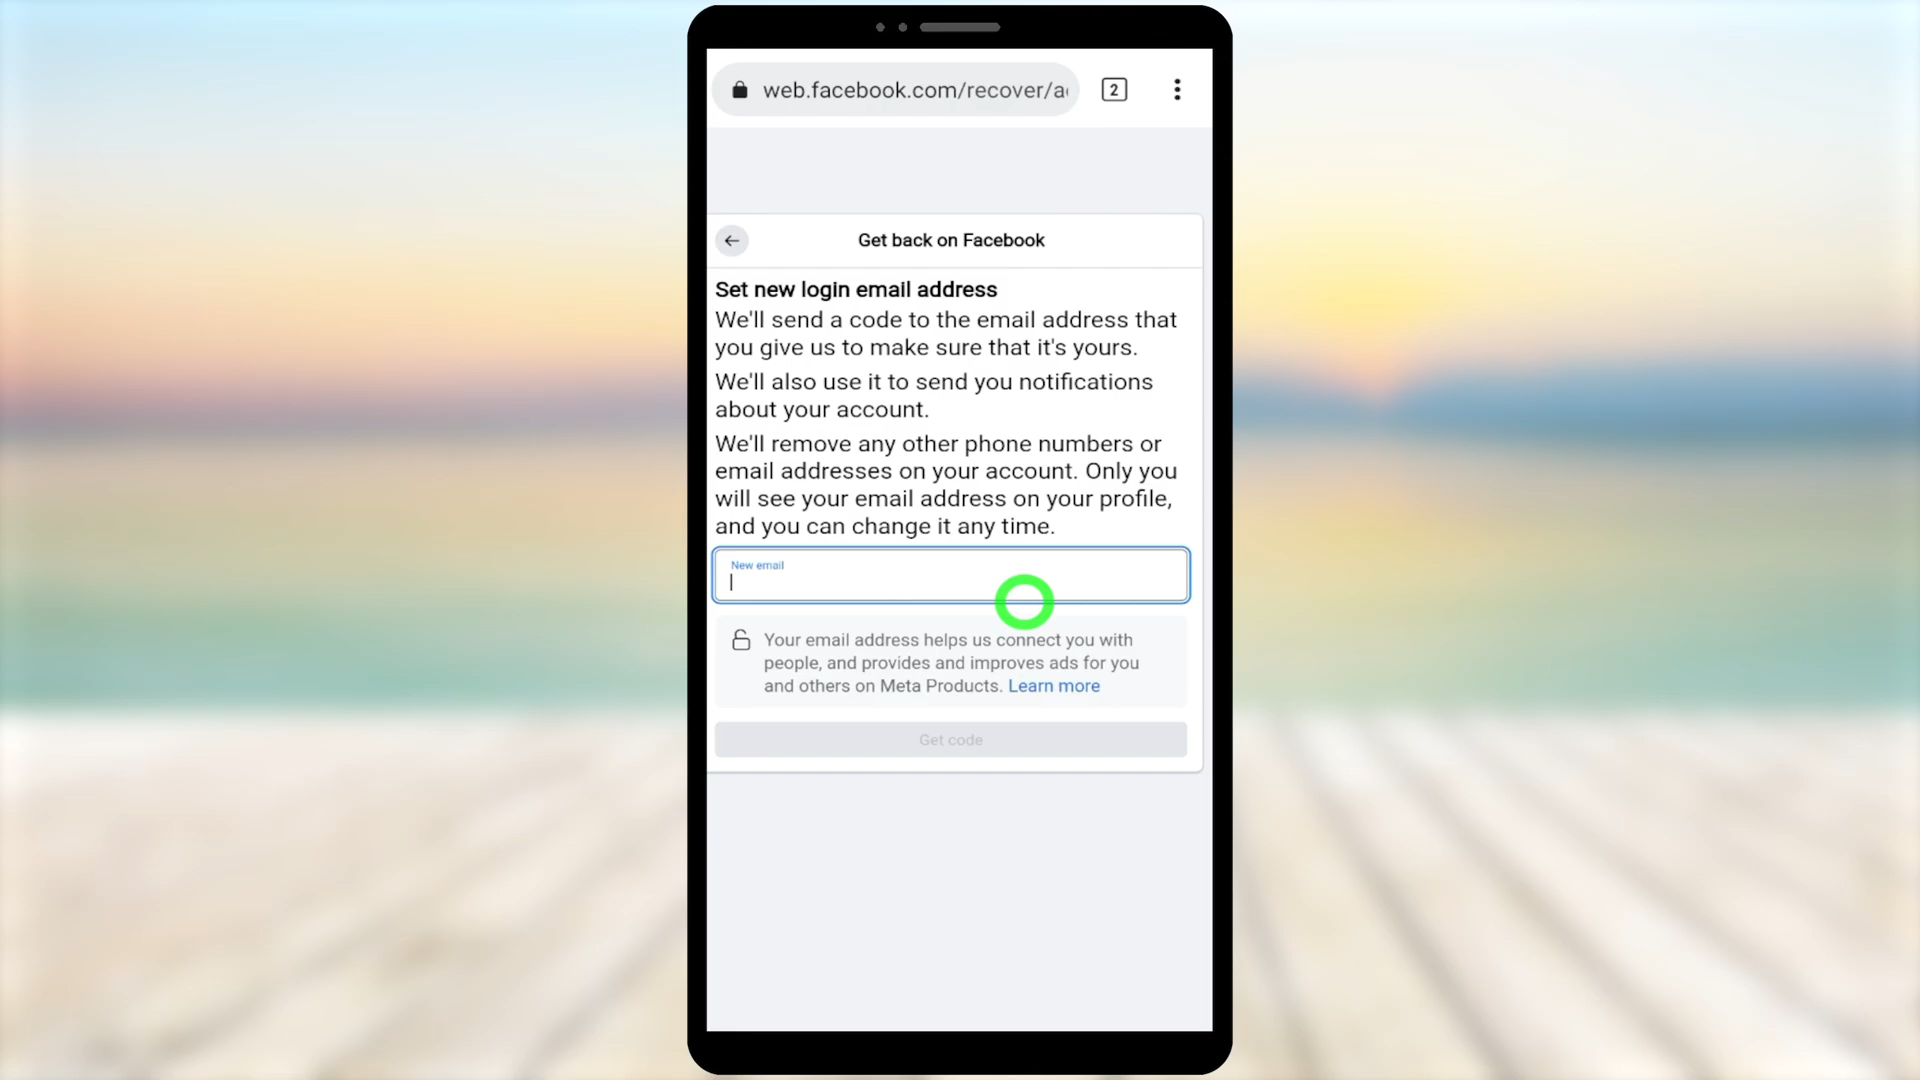 web.facebook.com/recover/a
2
Get back on Facebook
Set new login email address
We'll send a code to the email address that
you give us to make sure that it's yours.
We'll also use it to send you notifications
about your account.
We'll remove any other phone numbers or
email addresses on your account. Only you
will see your email address on your profile,
and you can change it any time.
New email
Your email address helps us connect you with
people, and provides and improves ads for you
and others on Meta Products. Learn more
Get code